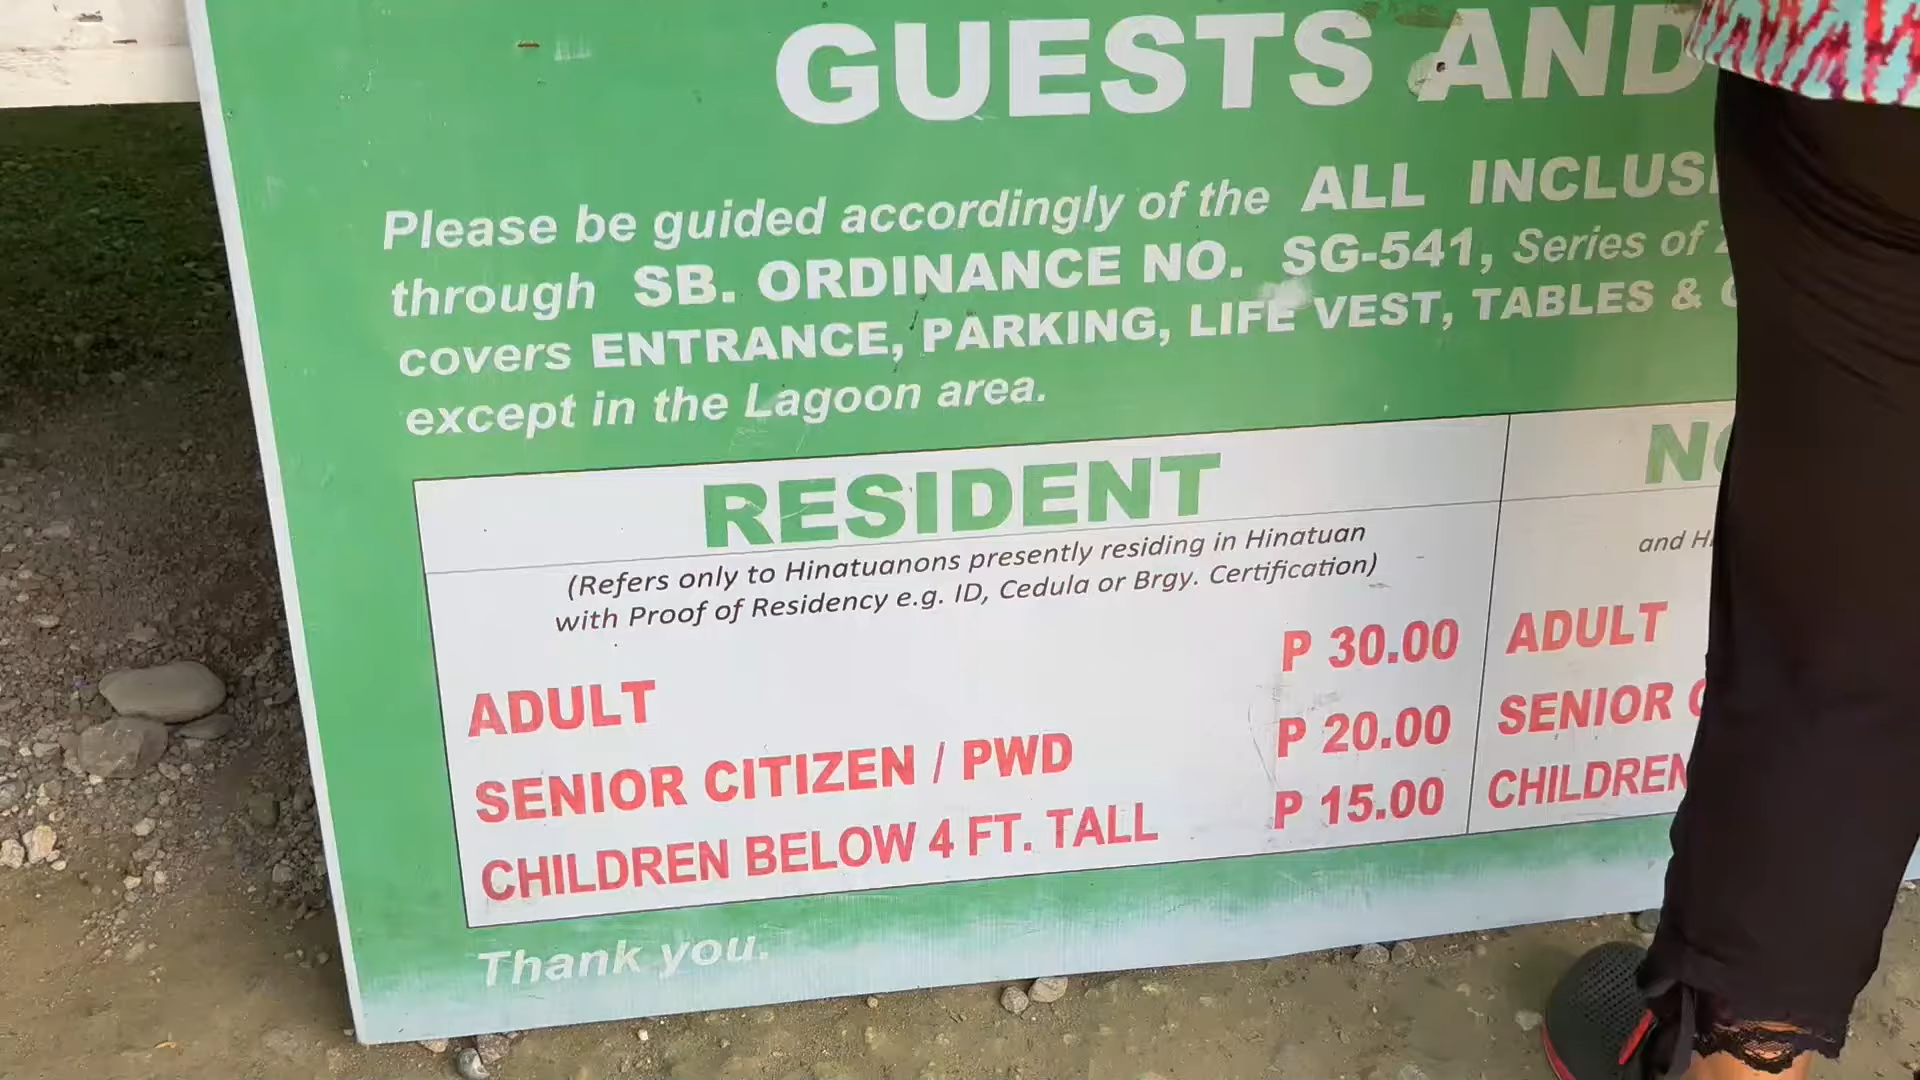 GUESTS AND
Please be guided accordingly of the ALL
through SB. ORDINANCE NO. SG-541, Series of
covers ENTRANCE, PARKING, LIFE VEST, TABLES &
except in the Lagoon area.
RESIDENT
(Refers only to Hinatuanons presently residing in Hinatuan
with Proof of Residency e.g. ID, Cedula or Brgy. Certification)
ADULT P 30.00
SENIOR CITIZEN / PWD P 20.00
CHILDREN BELOW 4 FT. TALL P 15.00
and
ADULT
SENIOR
CHILDREN
Thank you.